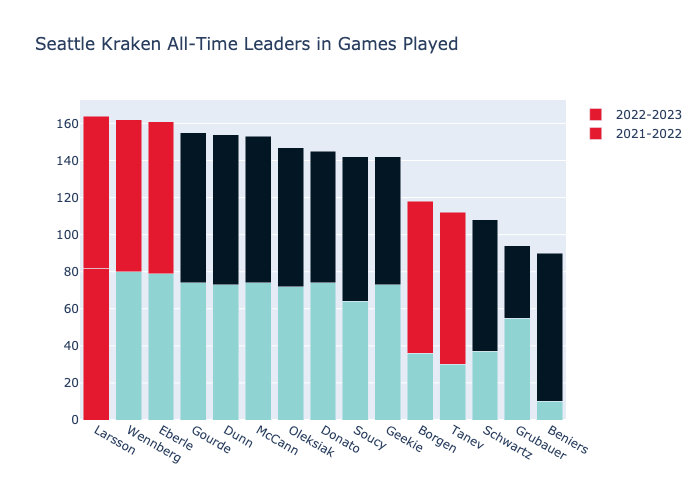 Seattle Kraken All-Time Leaders in Games Played
2022-2023
2021-2022
160
140
120
100
80
60
40
20
0
Larsson
Wennberg
Eberle
Gourde
Dunn
McCann
Oleksiak
Donato
Soucy
Geekie
Borgen
Tanev
Schwartz
Grubauer
Beniers